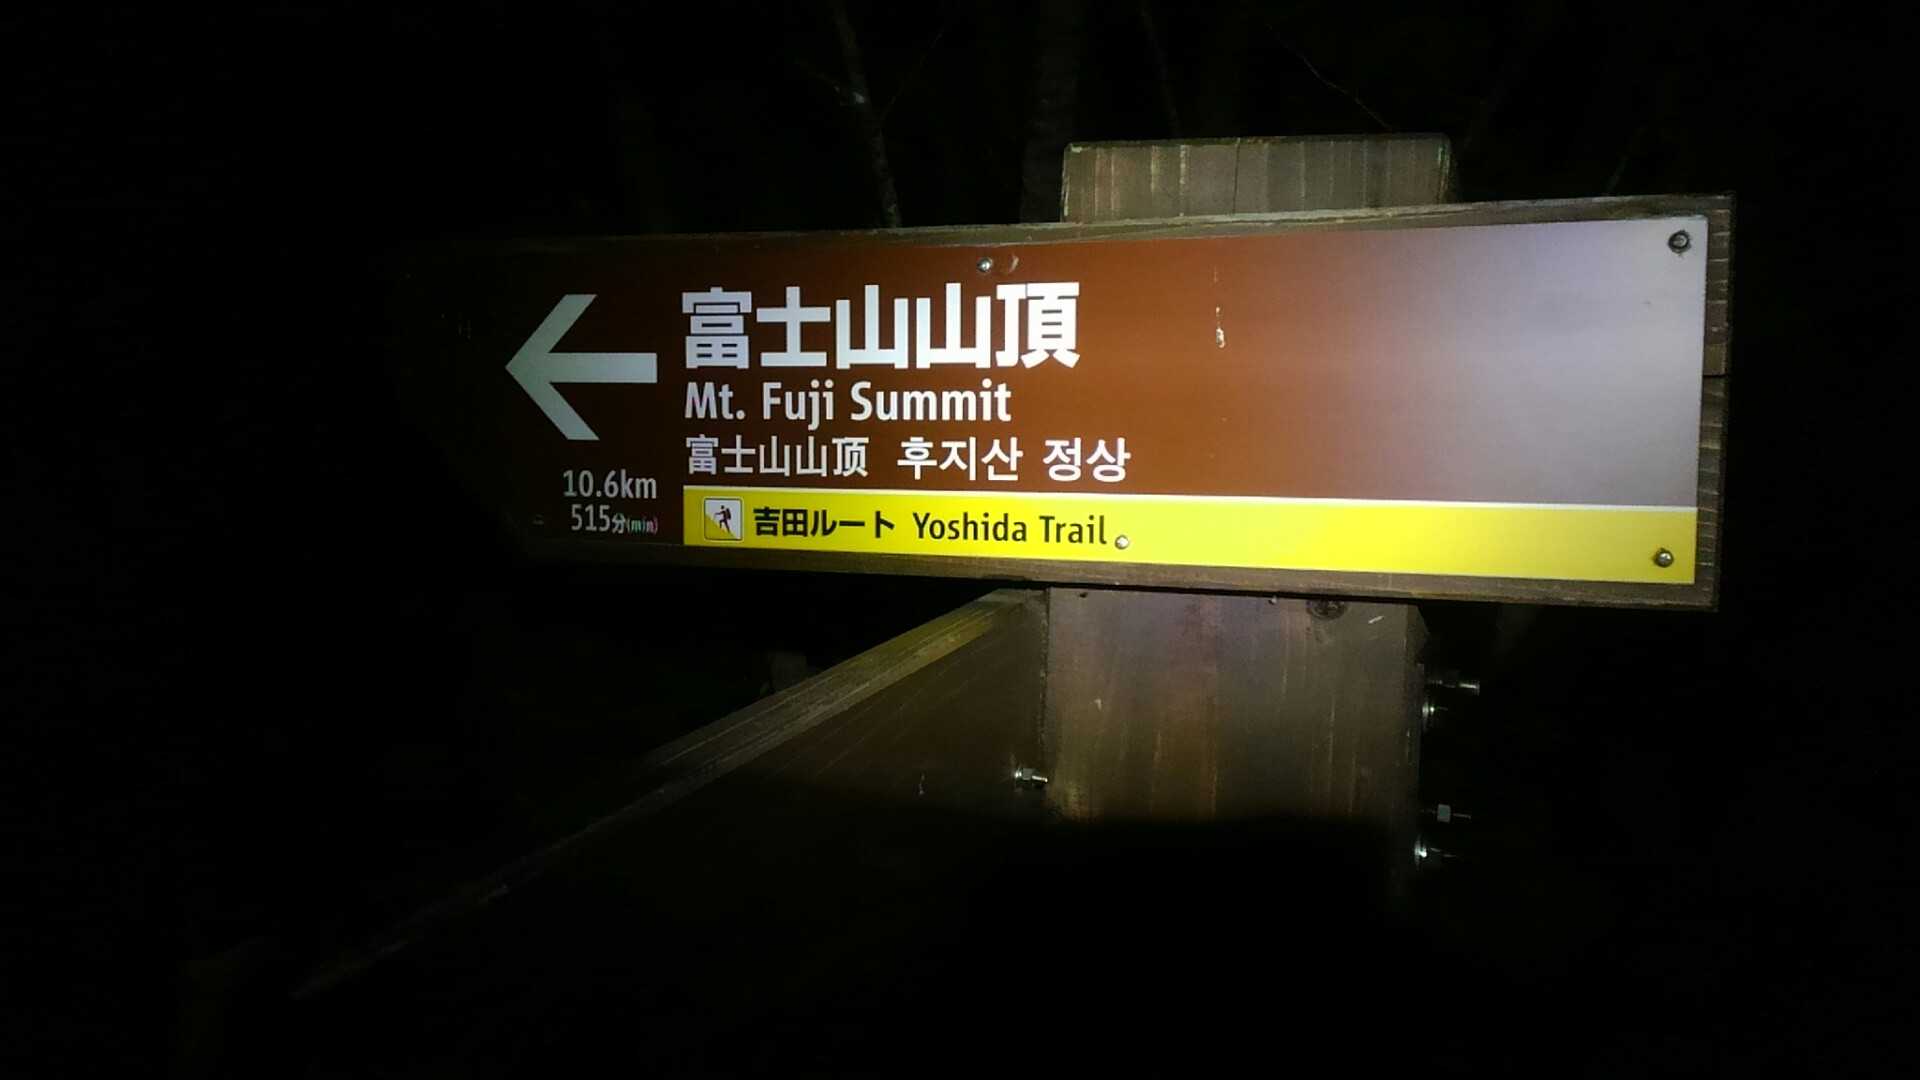 富士山山頂
Mt. Fuji Summit
富士山山顶 후지산 정상
10.6km
515分(min)
吉田ルート Yoshida Trail